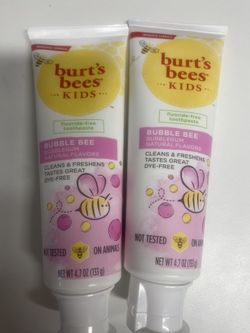 burt's
bees
KIDS
fluoride-free
toothpaste
BUBBLE BEE
BUBBLEGUM
NATURAL FLAVORS
CLEANS & FRESHENS
TASTES GREAT
DYE-FREE
NOT TESTED ON ANIMALS
NET WT 4.7 OZ (133 g)
burt's
bees
KIDS
fluoride-free
toothpaste
BUBBLE BEE
BUBBLEGUM
NATURAL FLAVORS
CLEANS & FRESHENS
TASTES GREAT
DYE-FREE
NOT TESTED ON ANIM
NET WT 4.7 OZ (133 g)